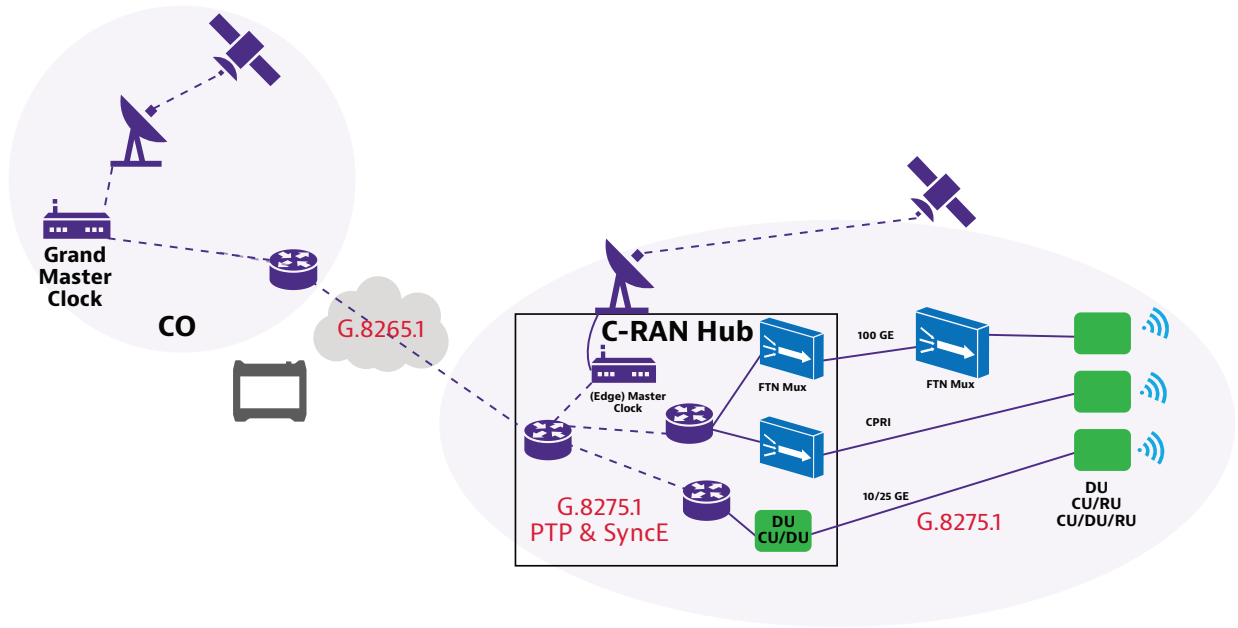 Grand
Master
Clock
CO
G.8265.1
C-RAN Hub
(Edge) Master
Clock
FTN Mux
100 GE
FTN Mux
CPRI
10/25 GE
G.8275.1
PTP & SyncE
DU
CU/DU
G.8275.1
DU
CU/RU
CU/DU/RU